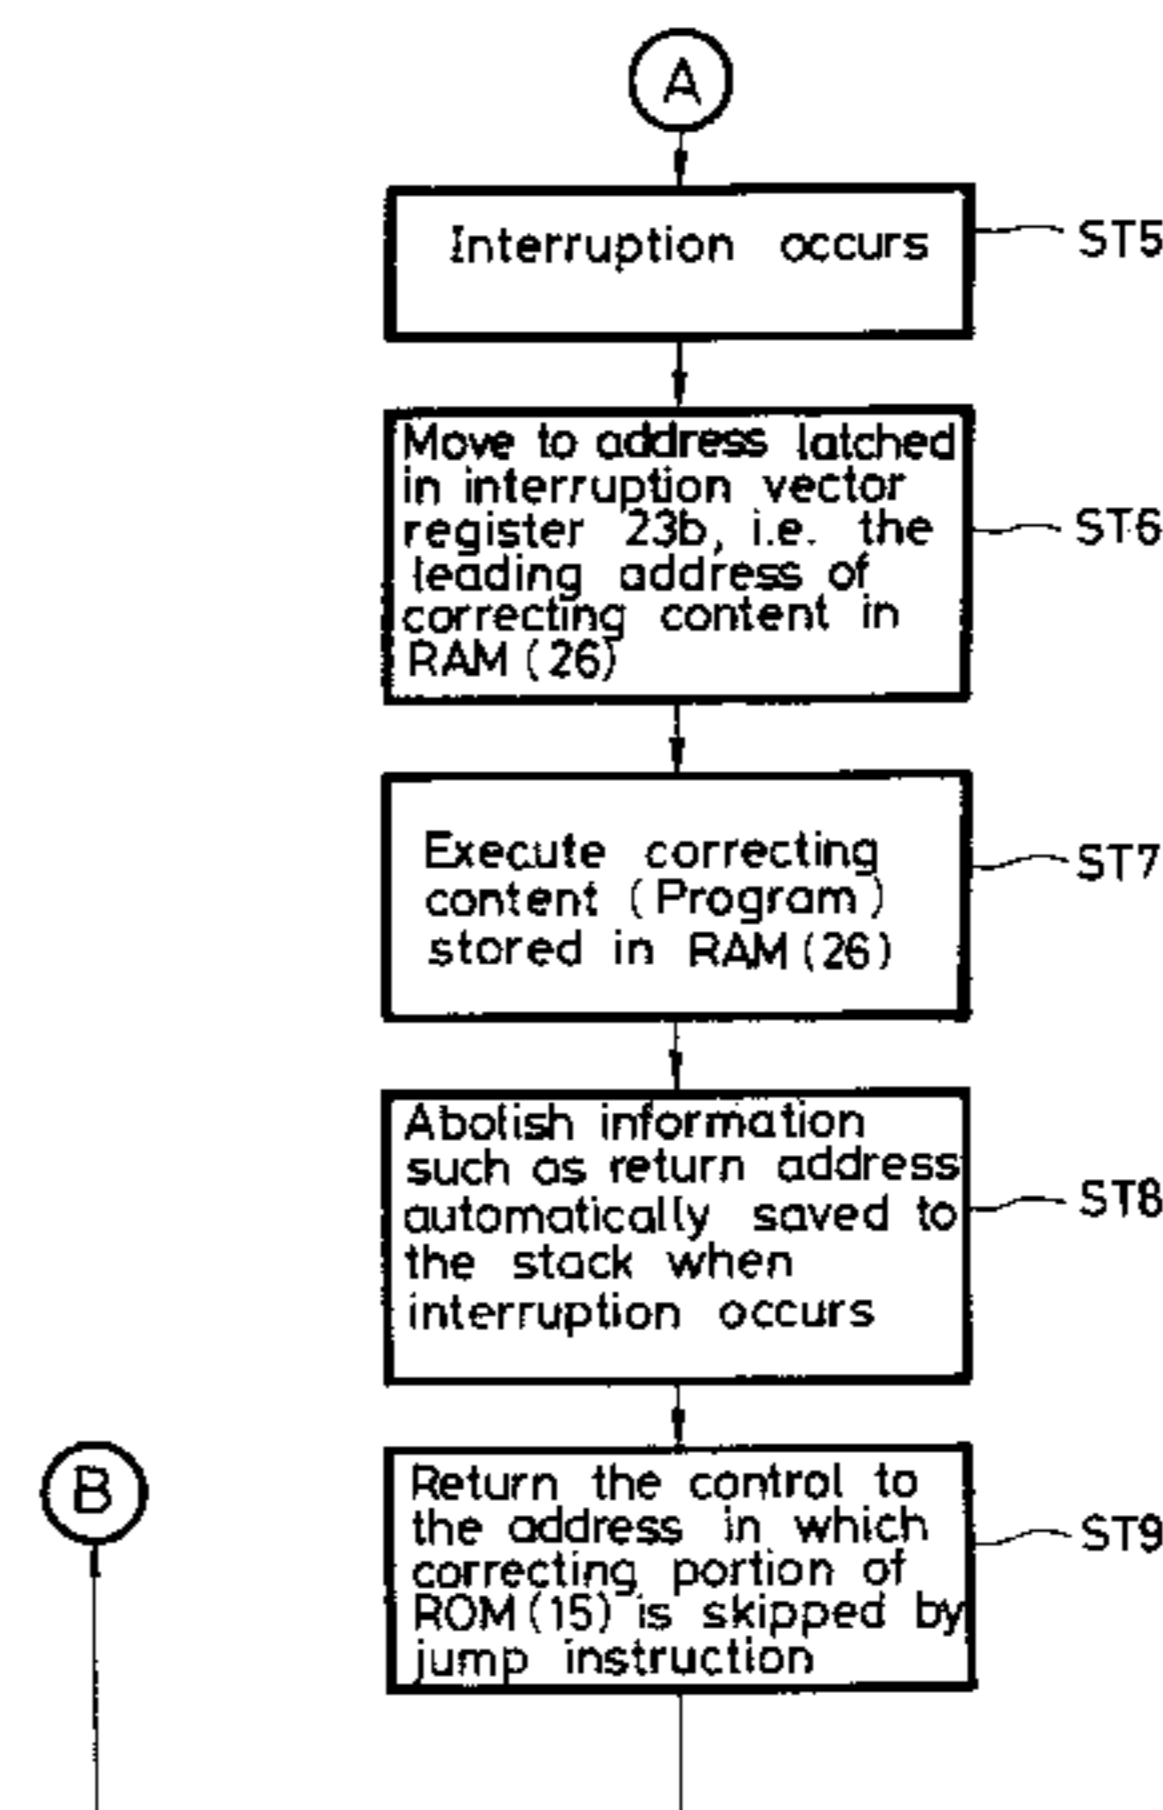 A
Interruption occurs
ST5
Move to address latched
in interruption vector
register 23b, i.e. the
leading address of
correcting content in
RAM (26)
ST6
Execute correcting
content (Program)
stored in RAM (26)
ST7
Abolish information
such as return address
automatically saved to
the stack when
interruption occurs
ST8
B
Return the control to
the address in which
correcting portion of
ROM (15) is skipped by
jump instruction
ST9